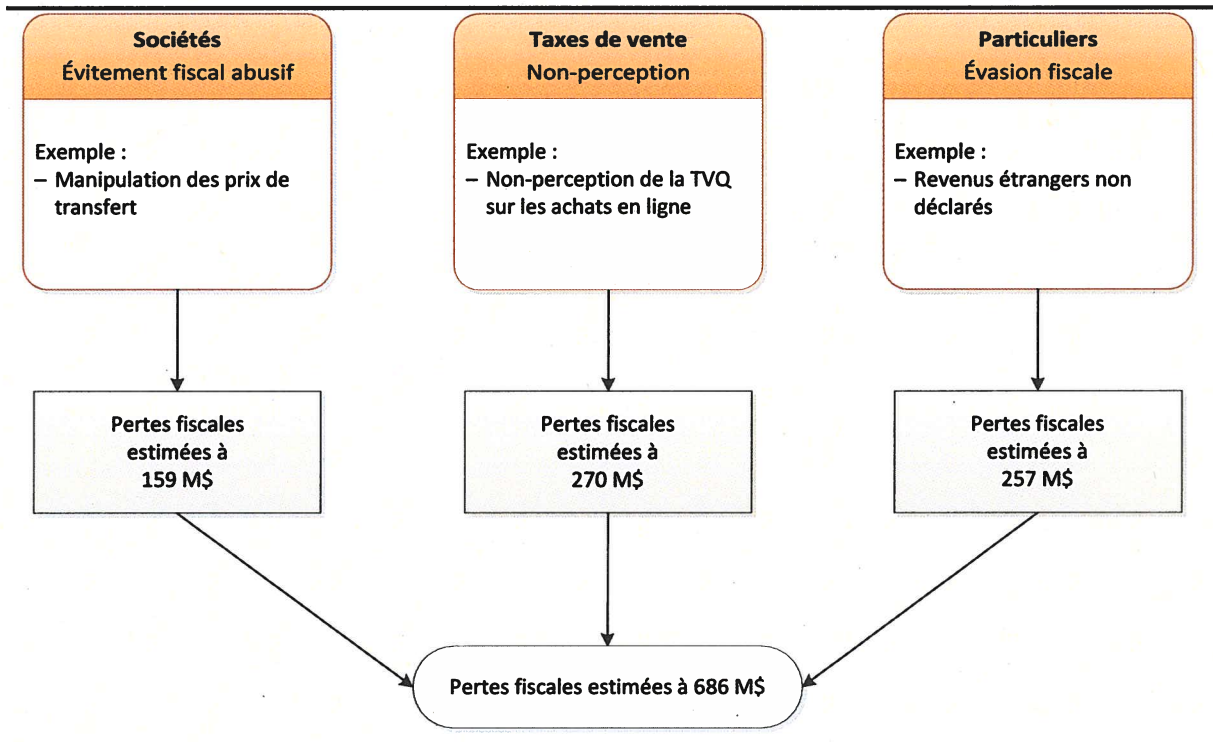 Sociétés
Évitement fiscal abusif
Exemple :
– Manipulation des prix de
transfert
Pertes fiscales
estimées à
159 M$
Taxes de vente
Non-perception
Exemple :
– Non-perception de la TVQ
sur les achats en ligne
Pertes fiscales
estimées à
270 M$
Particuliers
Évasion fiscale
Exemple :
– Revenus étrangers non
déclarés
Pertes fiscales
estimées à
257 M$
Pertes fiscales estimées à 686 M$